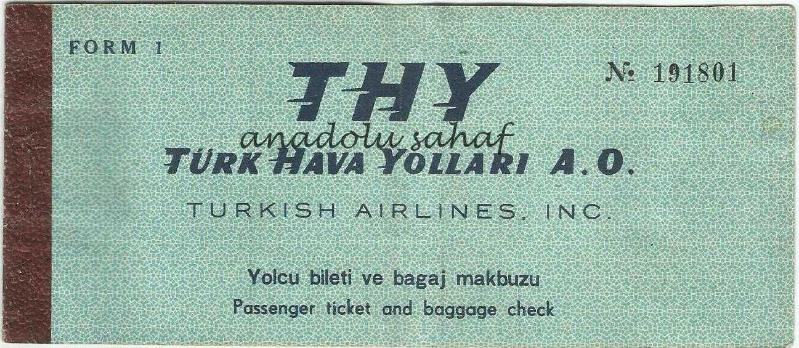 FORM 1
№ 191801
THY
anadolu sahaf
TÜRK HAVA YOLLARI A.O.
TURKISH AIRLINES, INC.
Yolcu bileti ve bagaj makbuzu
Passenger ticket and baggage check